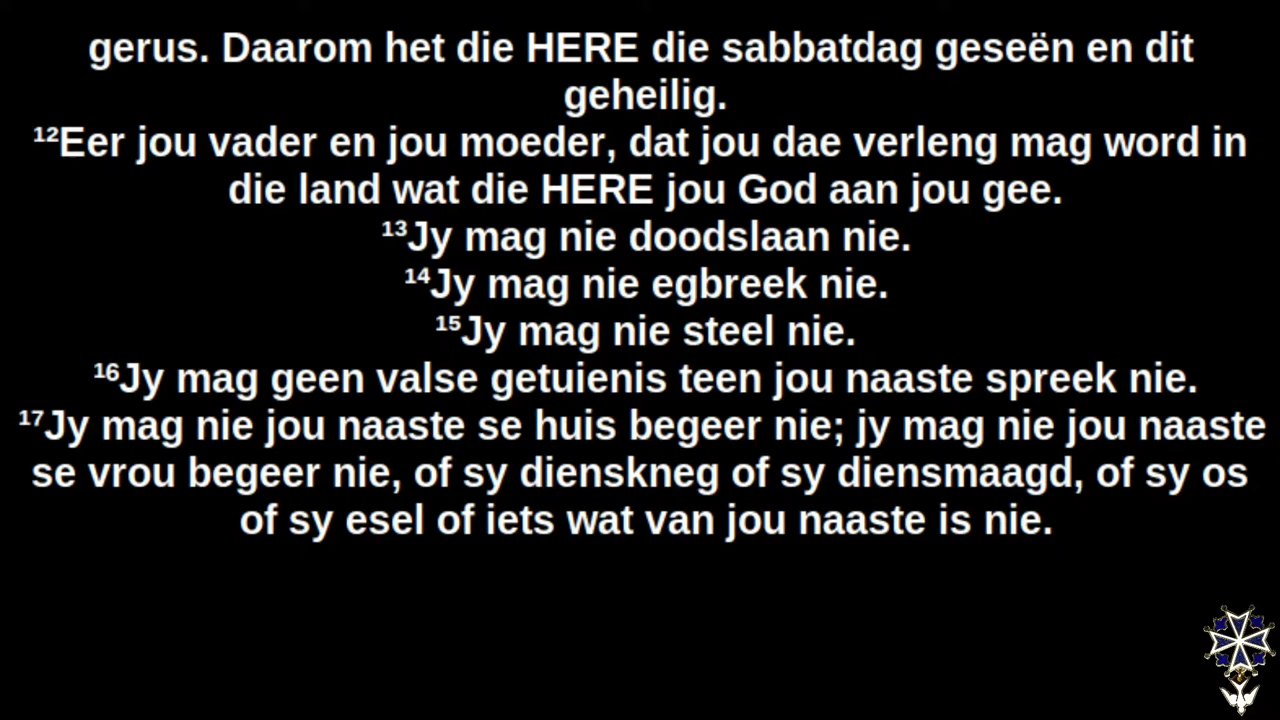 gerus. Daarom het die HERE die sabbatdag geseën en dit
geheilig.
¹²Eer jou vader en jou moeder, dat jou dae verleng mag word in
die land wat die HERE jou God aan jou gee.
¹³Jy mag nie doodslaan nie.
¹⁴Jy mag nie egbreek nie.
¹⁵Jy mag nie steel nie.
¹⁶Jy mag geen valse getuienis teen jou naaste spreek nie.
¹⁷Jy mag nie jou naaste se huis begeer nie; jy mag nie jou naaste
se vrou begeer nie, of sy dienskneg of sy diensmaagd, of sy os
of sy esel of iets wat van jou naaste is nie.